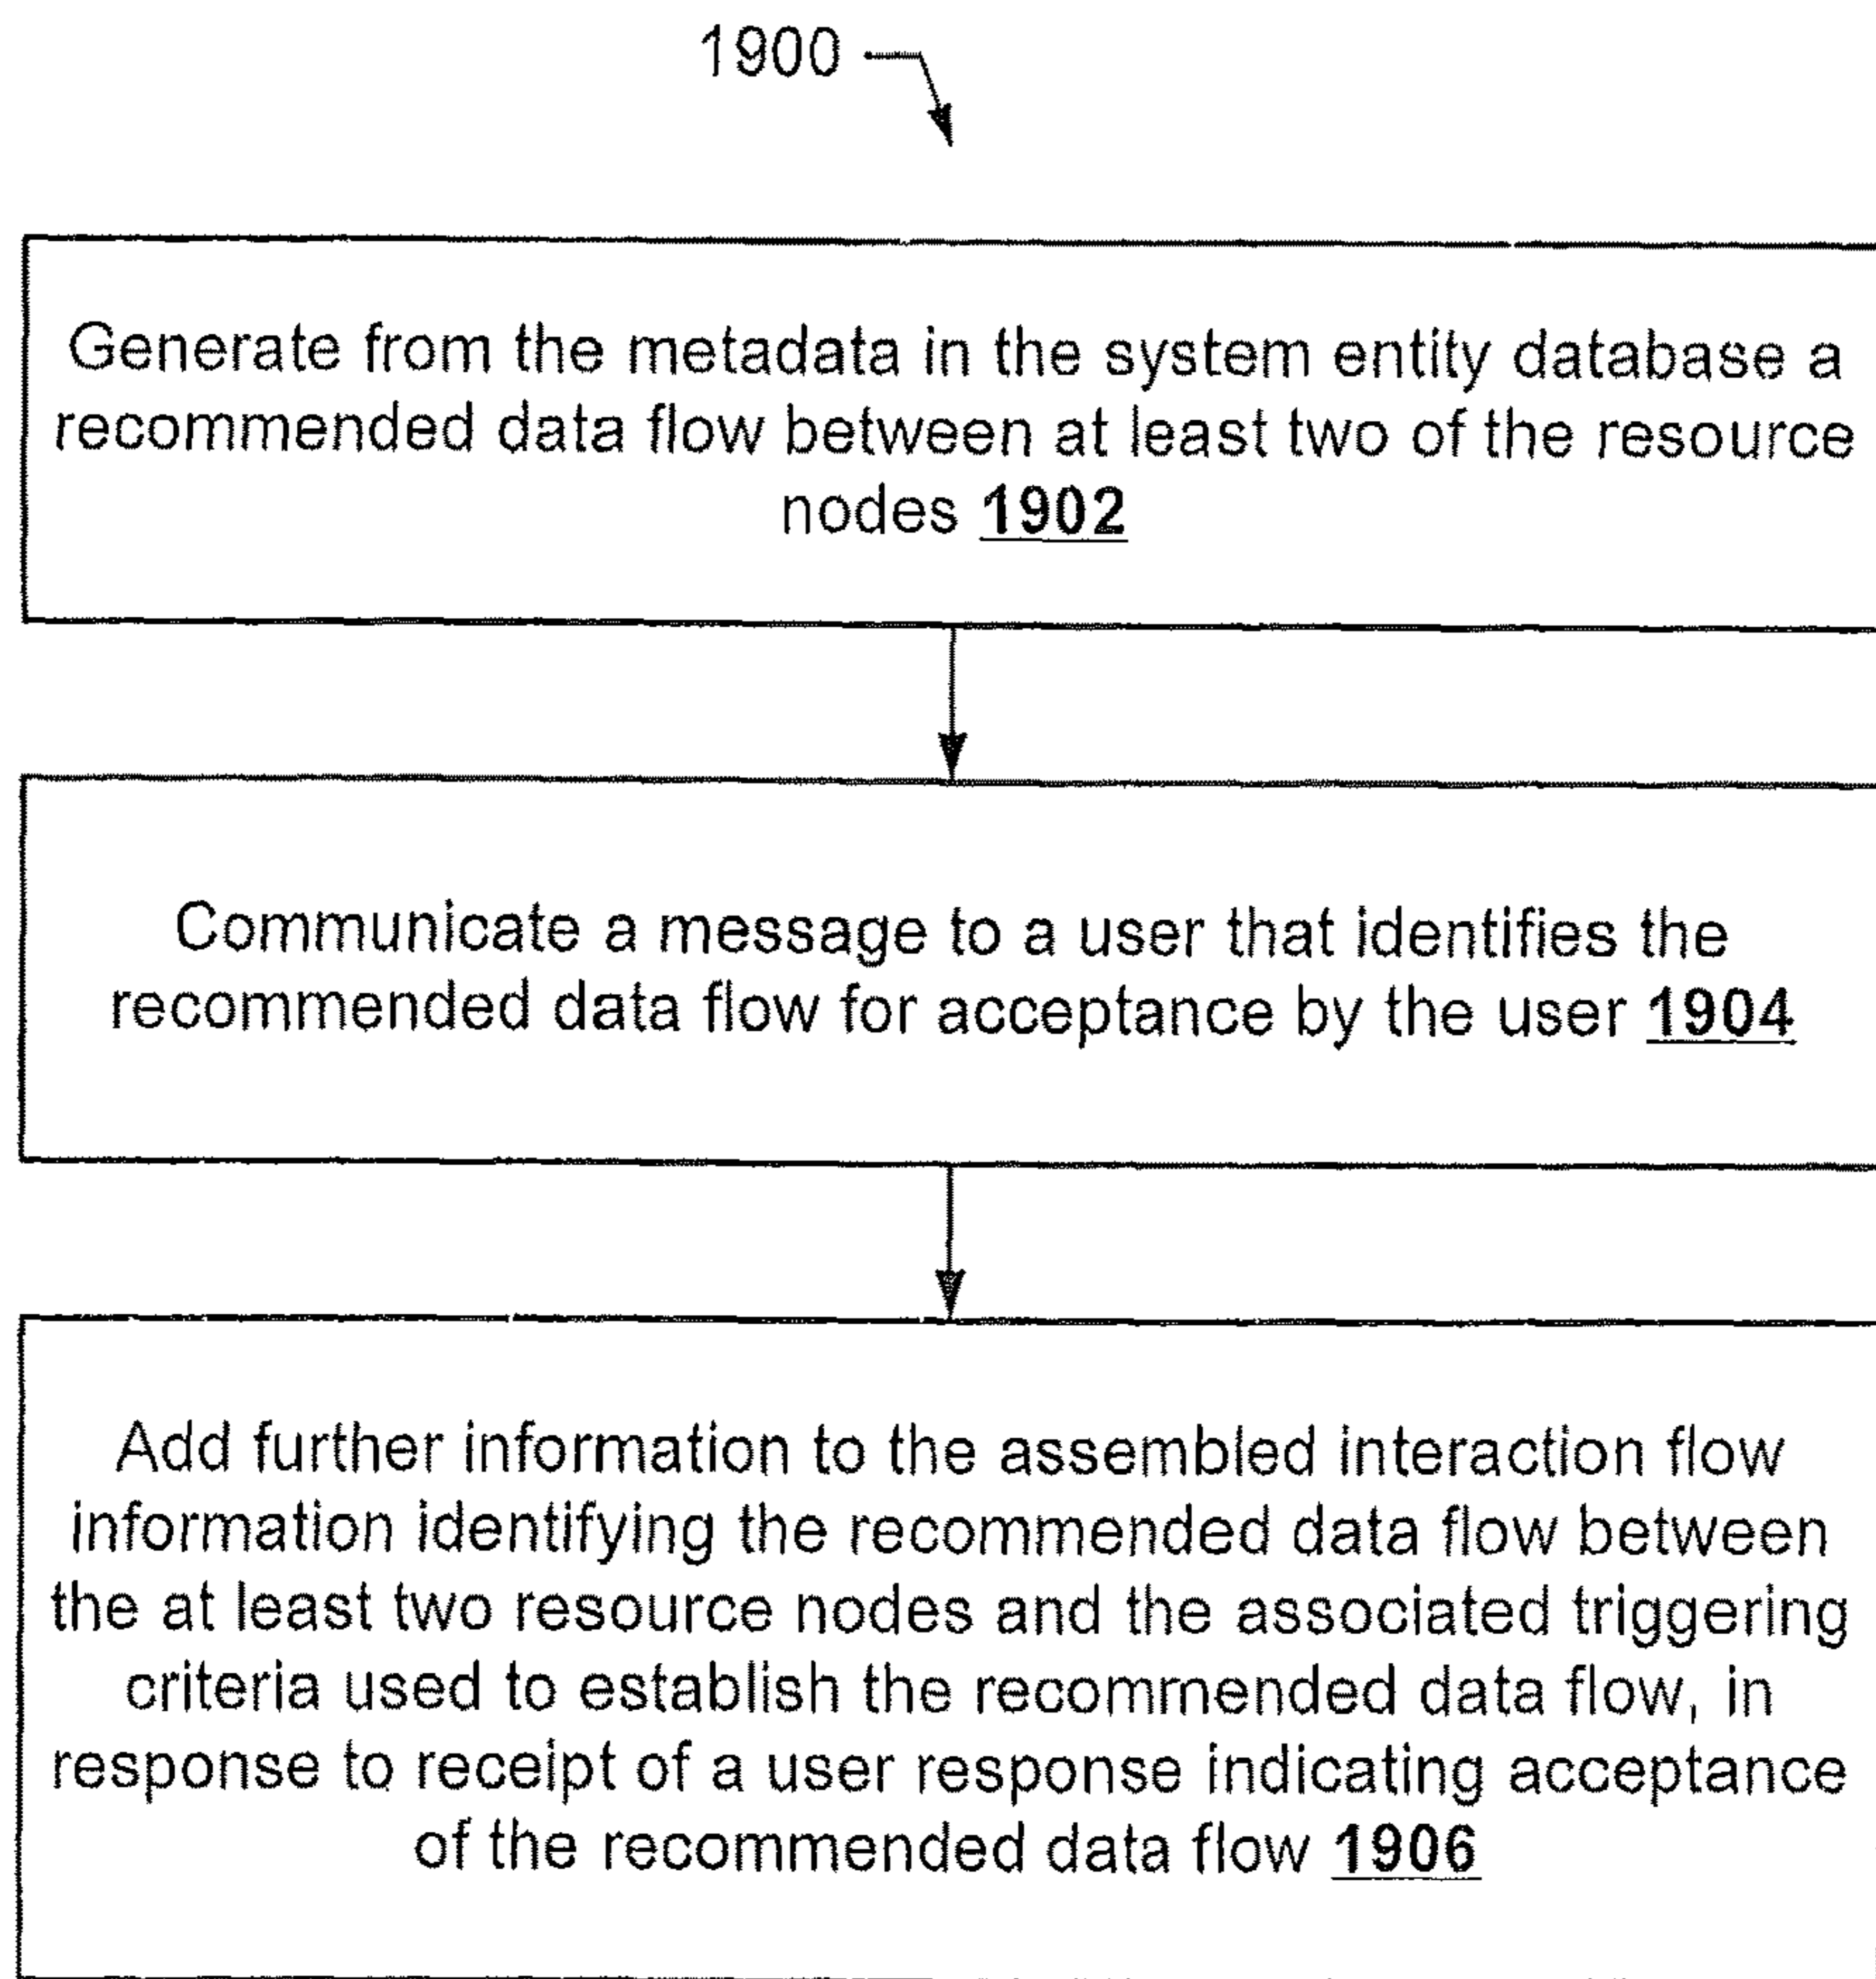 1900
Generate from the metadata in the system entity database a
recommended data flow between at least two of the resource
nodes 1902
Communicate a message to a user that identifies the
recommended data flow for acceptance by the user 1904
Add further information to the assembled interaction flow
information identifying the recommended data flow between
the at least two resource nodes and the associated triggering
criteria used to establish the recommended data flow, in
response to receipt of a user response indicating acceptance
of the recommended data flow 1906